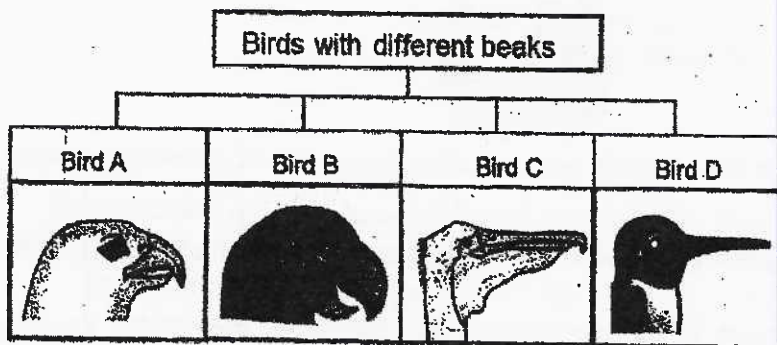 Birds with different beaks
Bird A
Bird B
Bird C
Bird D